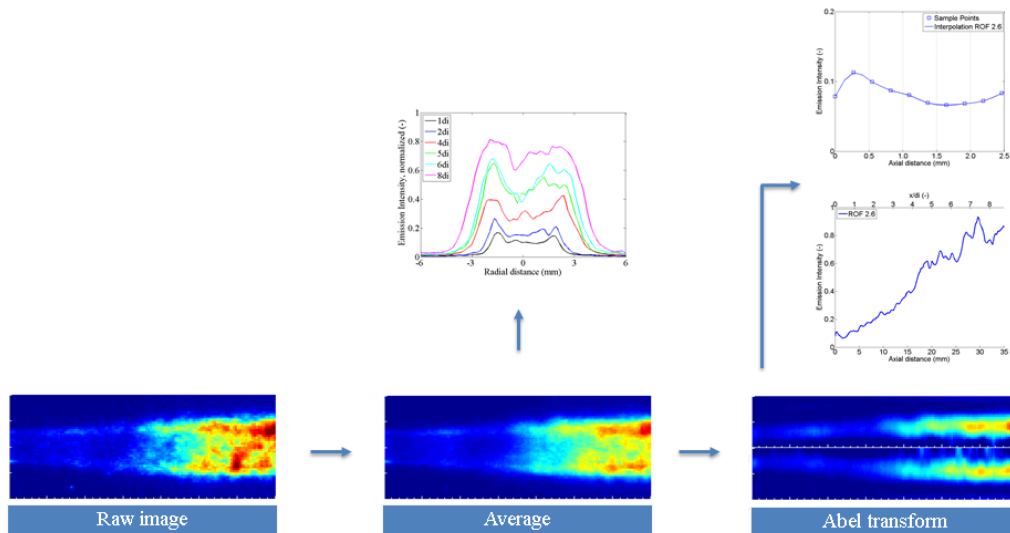 0.2
0.1
0
0 0.5 1.0 1.5 2.0 2.5
Emission Intensity (-)
Axial distance (mm)
Sample Points
Interpolation ROF 2.6
1
0.8
0.6
0.4
0.2
0
-6 -3 0 3 6
Emission Intensity, normalized (-)
Radial distance (mm)
1di
2di
4di
5di
6di
8di
x/di (-)
0 1 2 3 4 5 6 7 8
ROF 2.6
1
0.8
0.6
0.4
0.2
0
0 5 10 15 20 25 30 35
Emission Intensity (-)
Axial distance (mm)
Raw image
Average
Abel transform